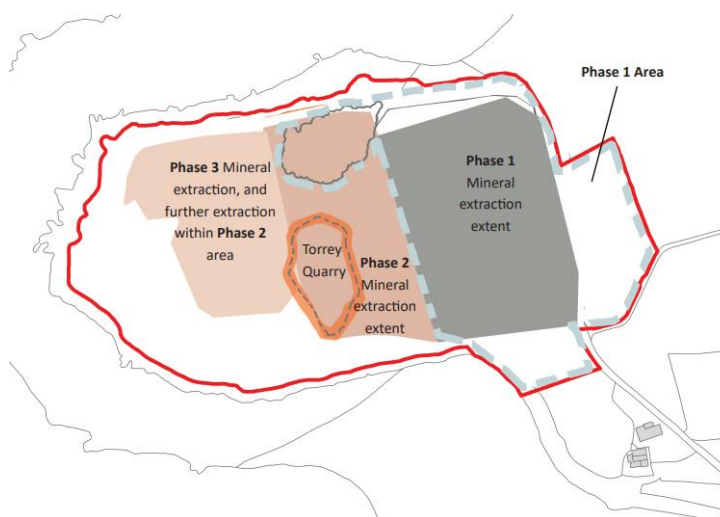 Phase 1 Area
Phase 3 Mineral
extraction, and
further extraction
within Phase 2
area
Phase 1
Mineral
extraction
extent
Torrey
Quarry
Phase 2
Mineral
extraction
extent